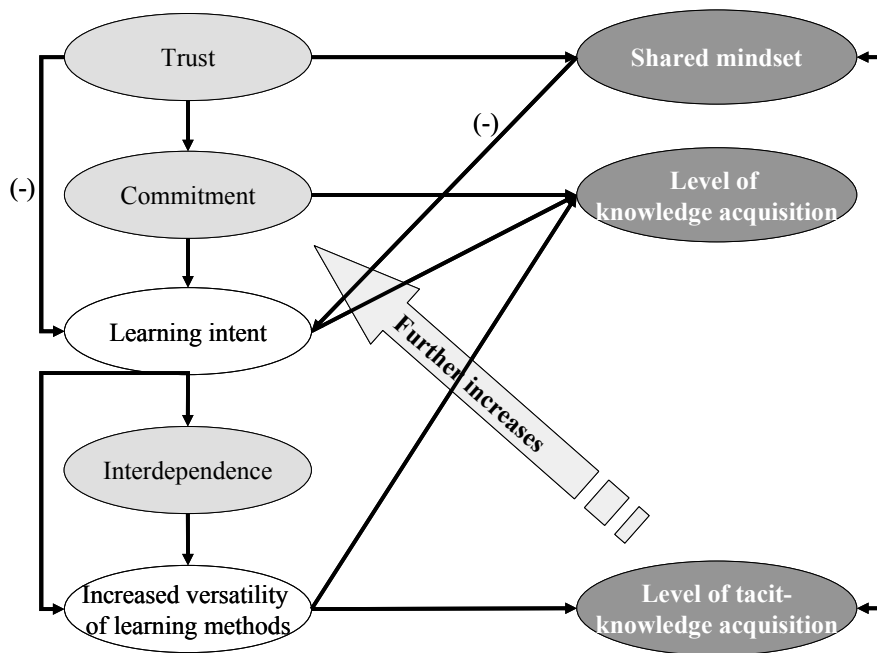 Trust
Shared mindset
(-)
Commitment
Level of
knowledge acquisition
(-)
Learning intent
Further increases
Interdependence
Increased versatility
of learning methods
Level of tacit-
knowledge acquisition